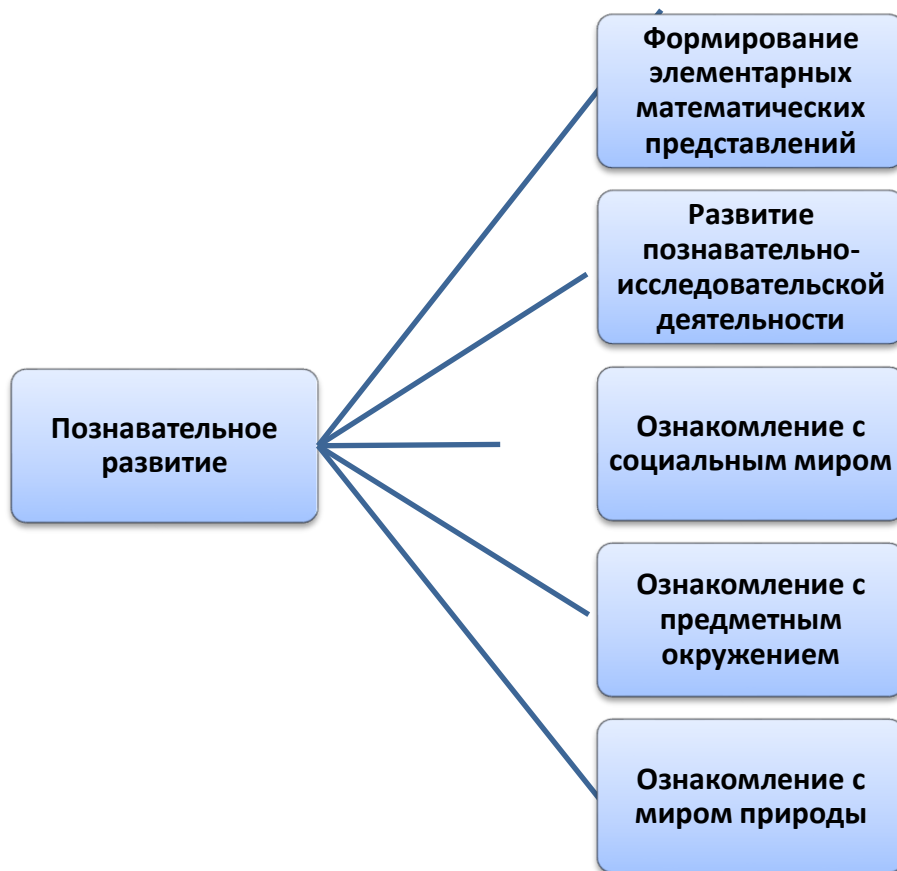 Формирование
элементарных
математических
представлений
Развитие
познавательно-
исследовательской
деятельности
Познавательное
развитие
Ознакомление с
социальным миром
Ознакомление с
предметным
окружением
Ознакомление с
миром природы